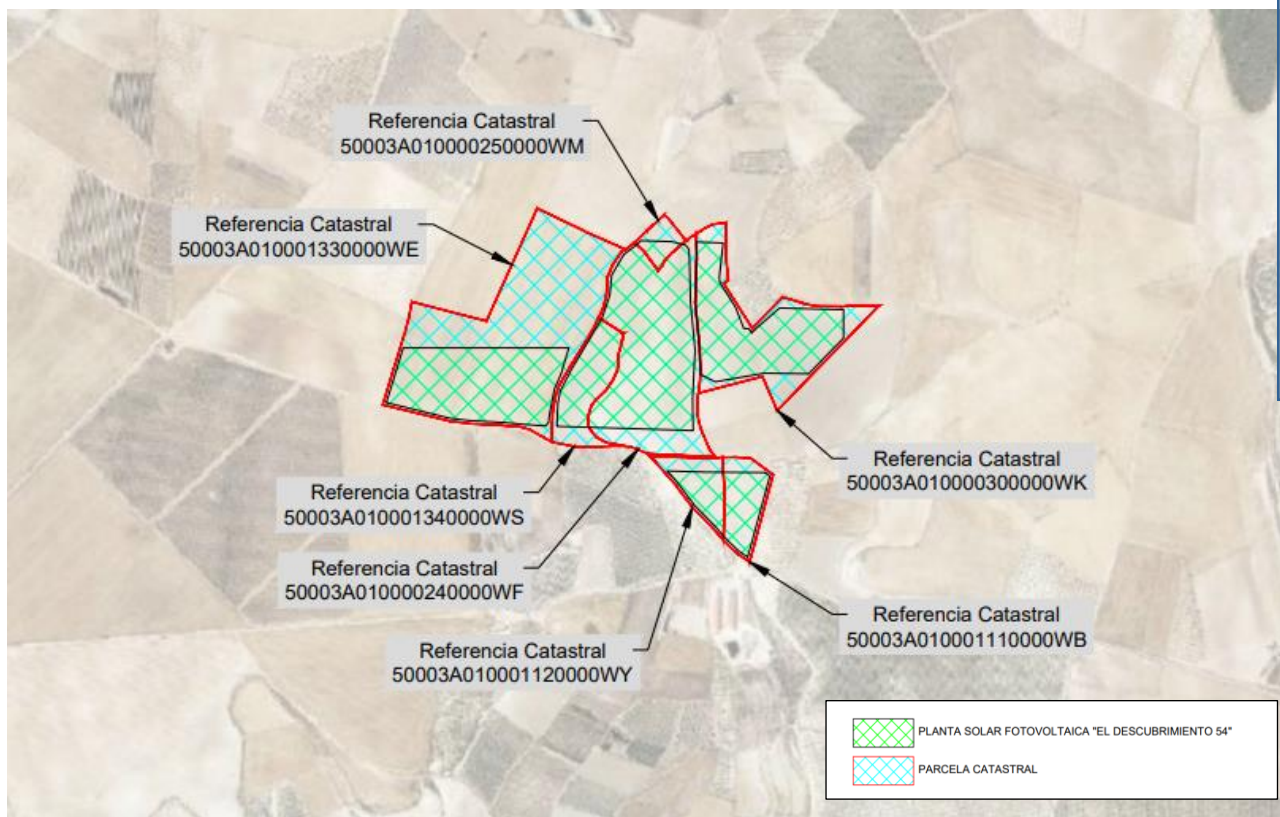 Referencia Catastral
50003A010000250000WM
Referencia Catastral
50003A010001330000WE
Referencia Catastral
50003A010000300000WK
Referencia Catastral
50003A010001340000WS
Referencia Catastral
50003A010000240000WF
Referencia Catastral
50003A010001110000WB
Referencia Catastral
50003A010001120000WY
PLANTA SOLAR FOTOVOLTAICA "EL DESCUBRIMIENTO 54"
PARCELA CATASTRAL